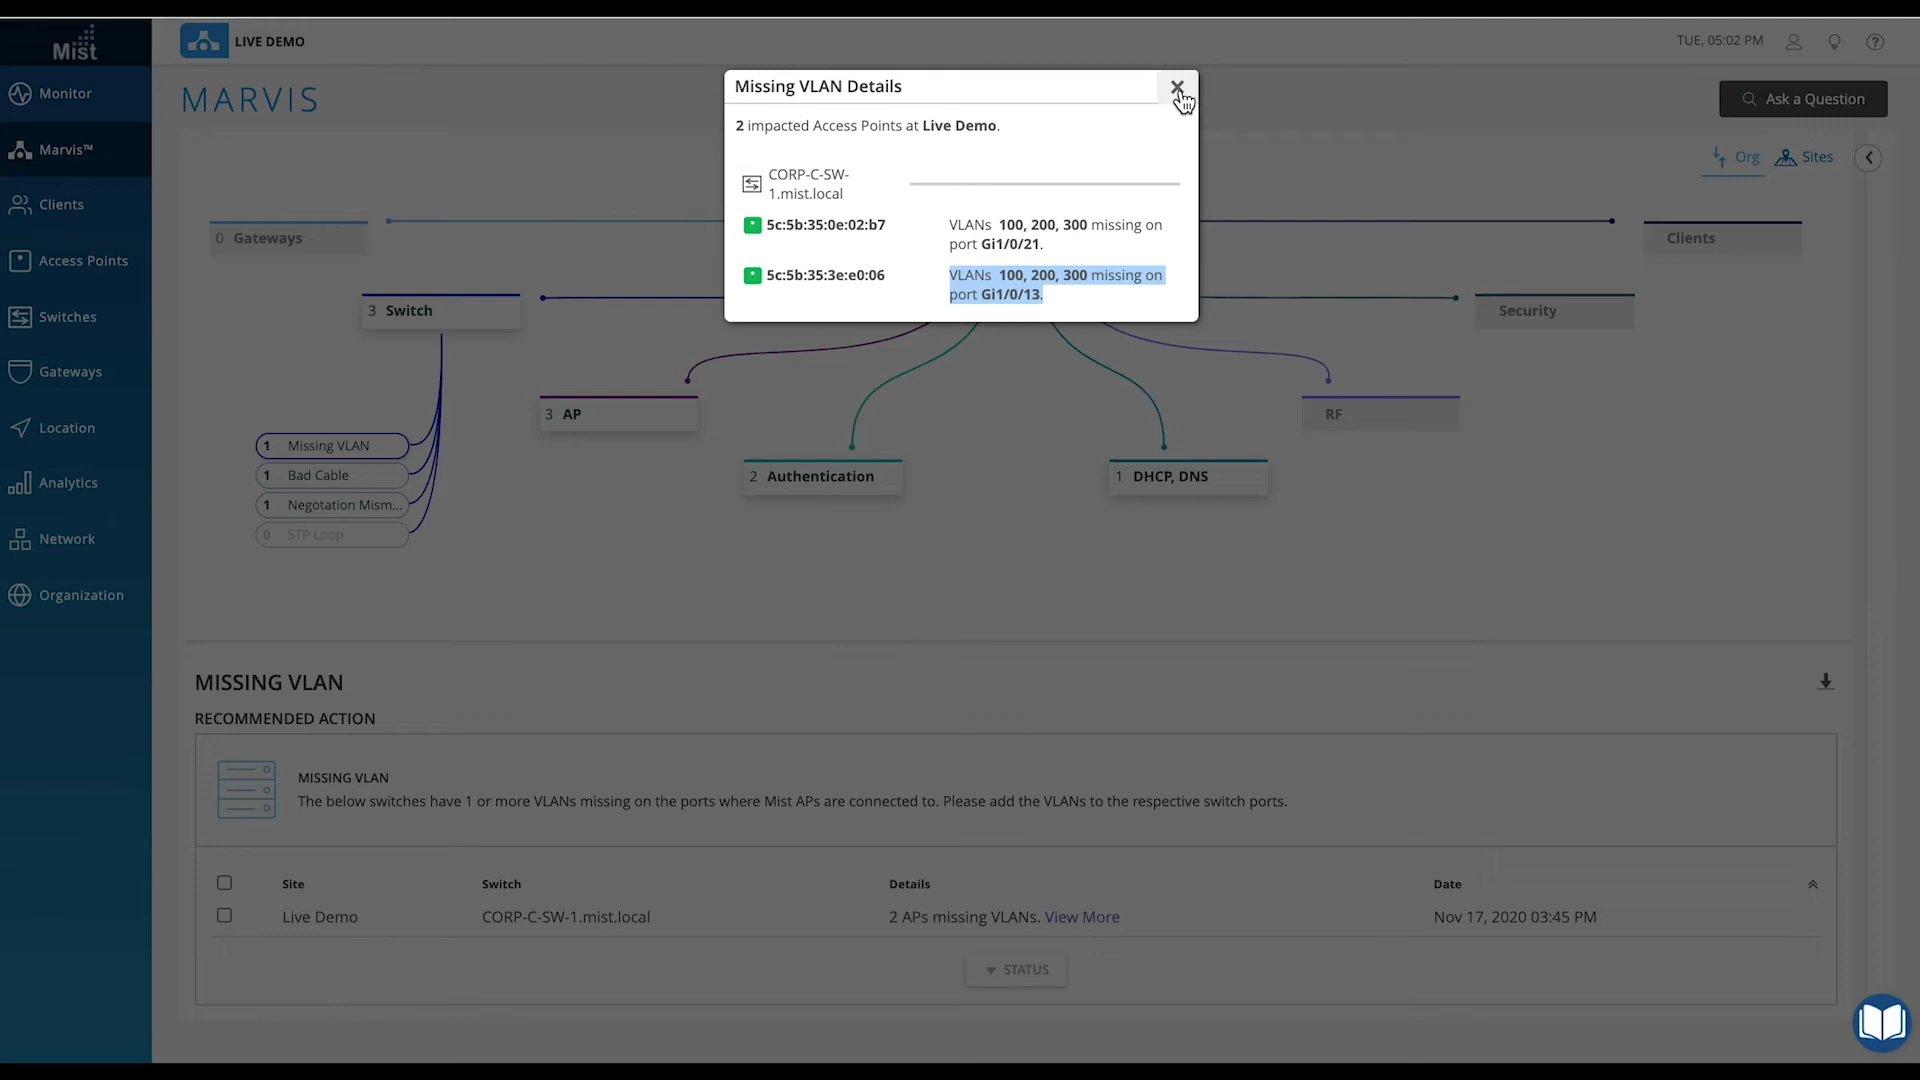 Mist
LIVE DEMO
TUE, 05:02 PM
Monitor
Marvis™
Clients
Access Points
Switches
Gateways
Location
Analytics
Network
Organization
MARVIS
Ask a Question
Org
Sites
Missing VLAN Details
2 impacted Access Points at Live Demo.
CORP-C-SW-
1.mist.local
5c:5b:35:0e:02:b7
VLANs 100, 200, 300 missing on
port Gi1/0/21.
5c:5b:35:3e:e0:06
VLANs 100, 200, 300 missing on
port Gi1/0/13.
0 Gateways
Clients
3 Switch
Security
3 AP
RF
2 Authentication
1 DHCP, DNS
1 Missing VLAN
1 Bad Cable
1 Negotation Mism...
0 STP Loop
MISSING VLAN
RECOMMENDED ACTION
MISSING VLAN
The below switches have 1 or more VLANs missing on the ports where Mist APs are connected to. Please add the VLANs to the respective switch ports.
Site Switch Details Date
Live Demo CORP-C-SW-1.mist.local 2 APs missing VLANs. View More Nov 17, 2020 03:45 PM
STATUS